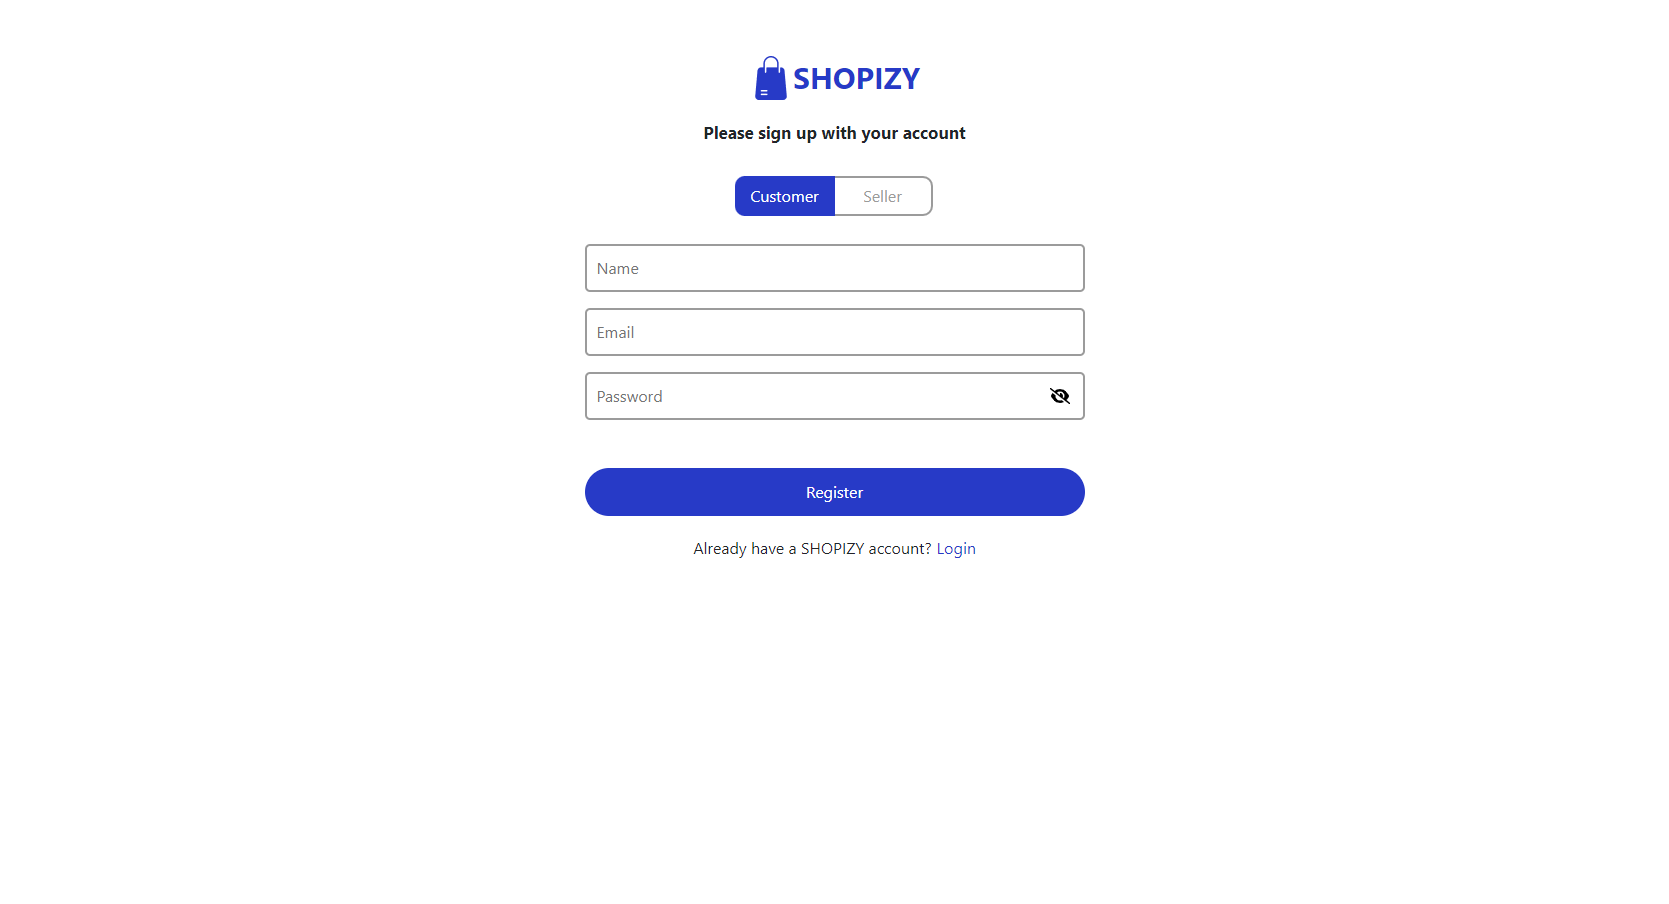 SHOPIZY
Please sign up with your account
Customer Seller
Name
Email
Password
Register
Already have a SHOPIZY account? Login